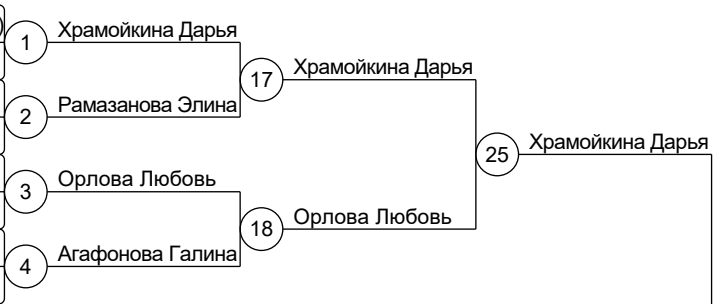 1 Храмойкина Дарья
17 Храмойкина Дарья
2 Рамазанова Элина
25 Храмойкина Дарья
3 Орлова Любовь
18 Орлова Любовь
4 Агафонова Галина